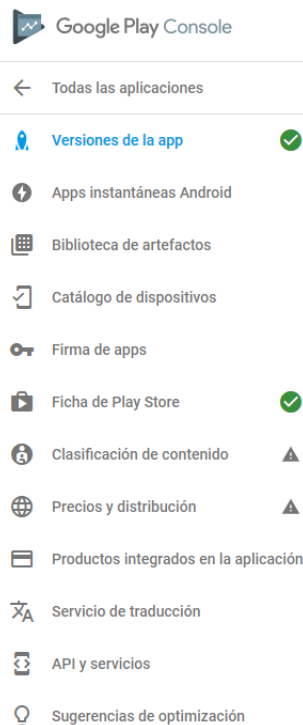 Google Play Console
Todas las aplicaciones
Versiones de la app
Apps instantáneas Android
Biblioteca de artefactos
Catálogo de dispositivos
Firma de apps
Ficha de Play Store
Clasificación de contenido
Precios y distribución
Productos integrados en la aplicación
Servicio de traducción
API y servicios
Sugerencias de optimización